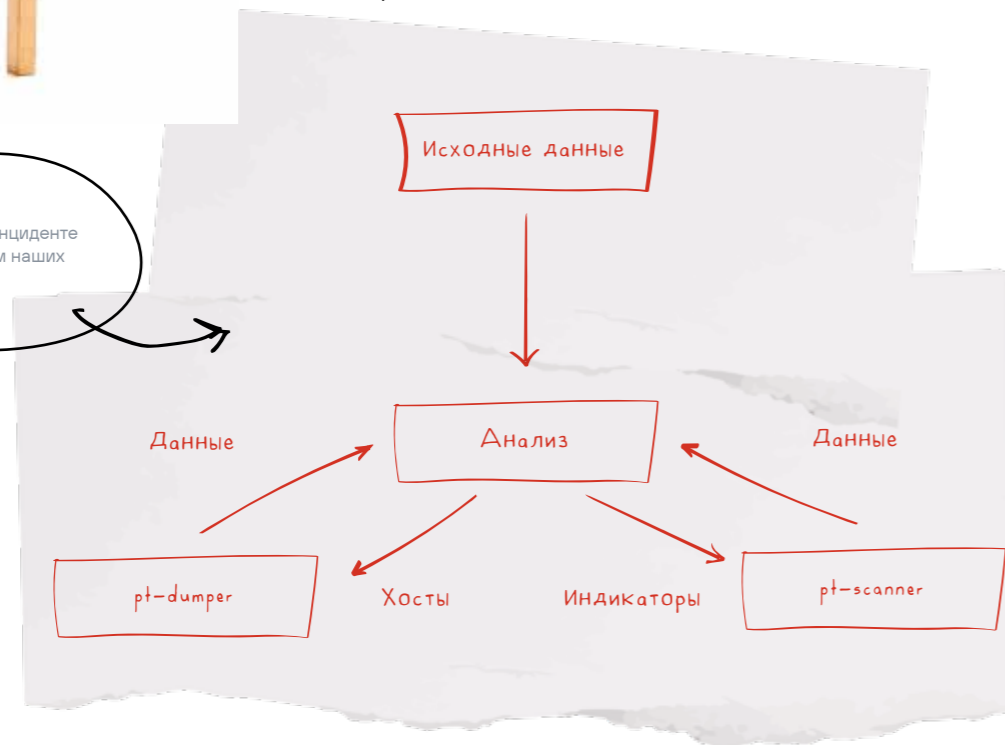 Исходные данные
нциденте
наших
Данные
Анализ
Данные
pt-dumper
Хосты
Индикаторы
pt-scanner